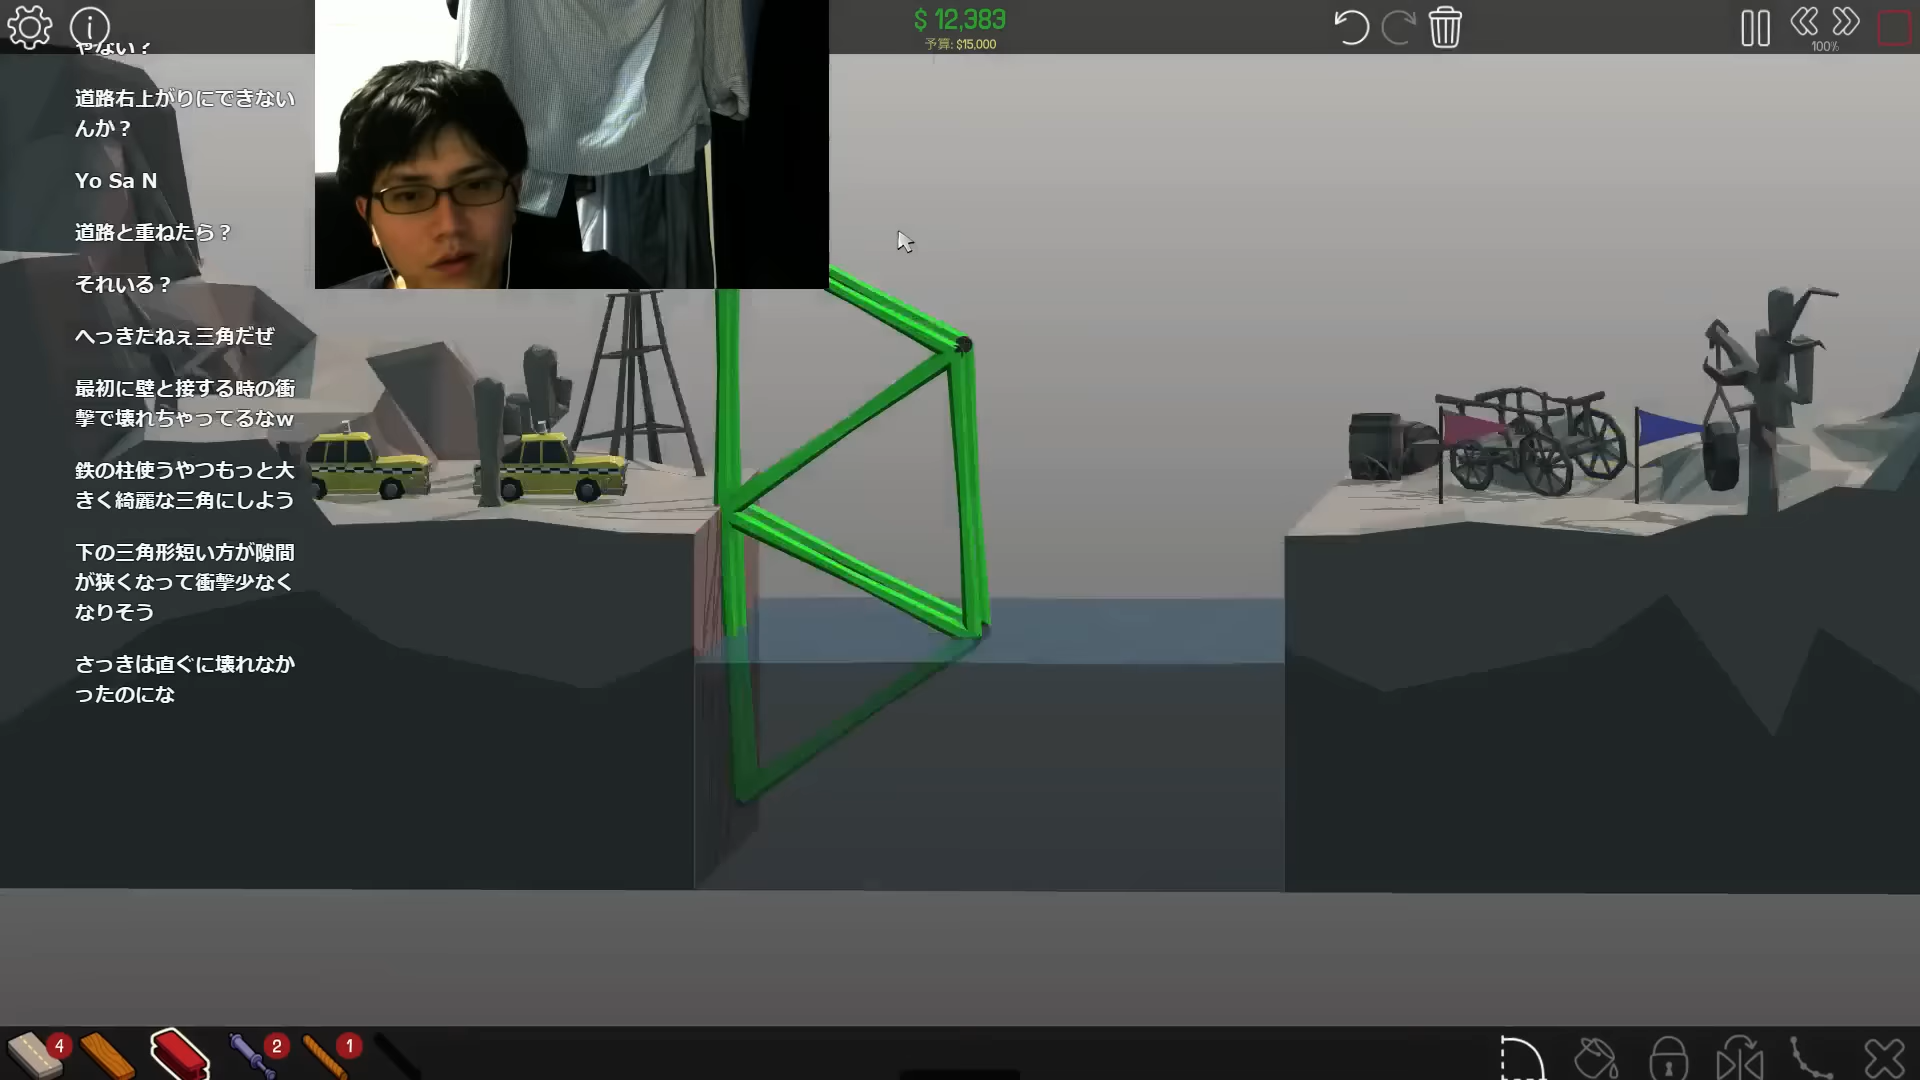 $ 12,383
予算: $15,000
100%
やない？
道路右上がりにできない
んか？
Yo Sa N
道路と重ねたら？
それいる？
へっきたねぇ三角だぜ
最初に壁と接する時の衝
撃で壊れちゃってるなw
鉄の柱使うやつもっと大
きく綺麗な三角にしよう
下の三角形短い方が隙間
が狭くなって衝撃少なく
なりそう
さっきは直ぐに壊れなか
ったのにな
4
2
1